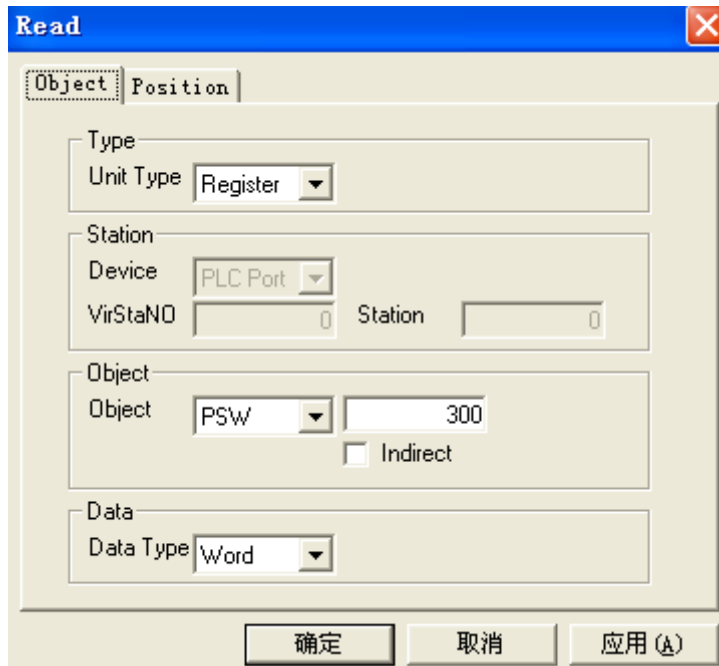 Read
Object Position
Type
Unit Type Register
Station
Device PLC Port
VirStaNO 0 Station 0
Object
Object PSW 300
Indirect
Data
Data Type Word
确定 取消 应用(A)